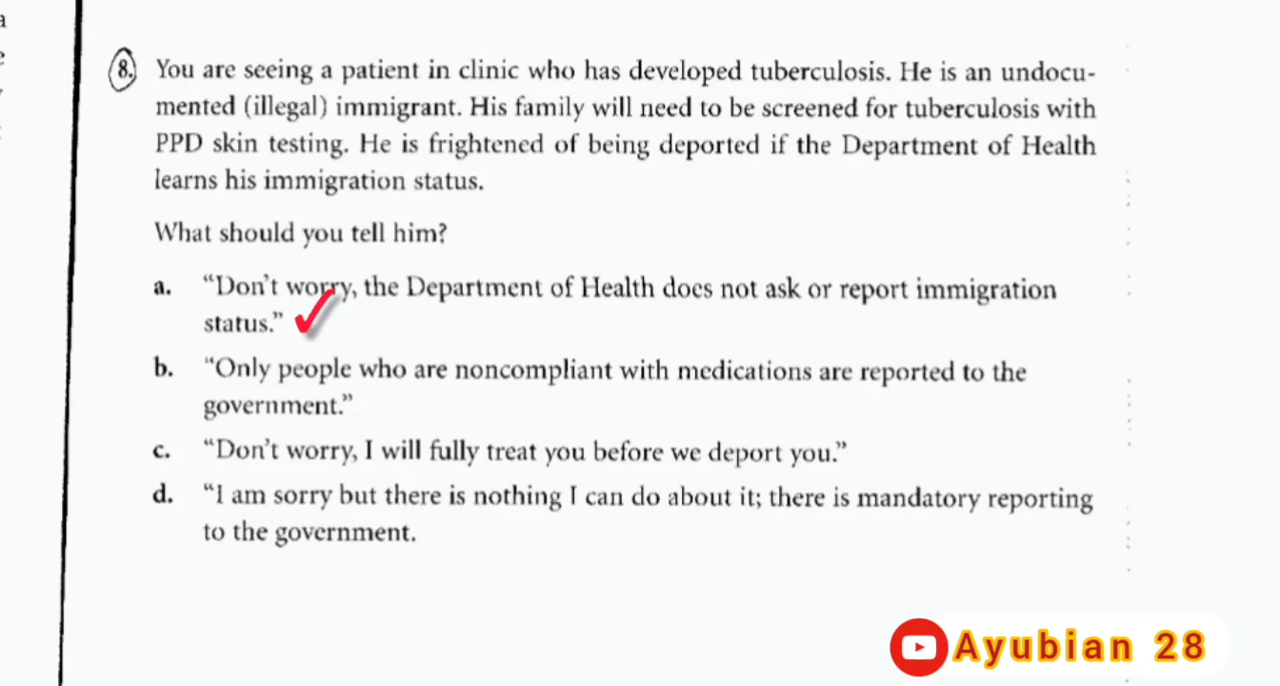 8. You are seeing a patient in clinic who has developed tuberculosis. He is an undocu-
mented (illegal) immigrant. His family will need to be screened for tuberculosis with
PPD skin testing. He is frightened of being deported if the Department of Health
learns his immigration status.
What should you tell him?
a. “Don’t worry, the Department of Health does not ask or report immigration
status.”
b. “Only people who are noncompliant with medications are reported to the
government.”
c. “Don’t worry, I will fully treat you before we deport you.”
d. “I am sorry but there is nothing I can do about it; there is mandatory reporting
to the government.
Ayubian 28